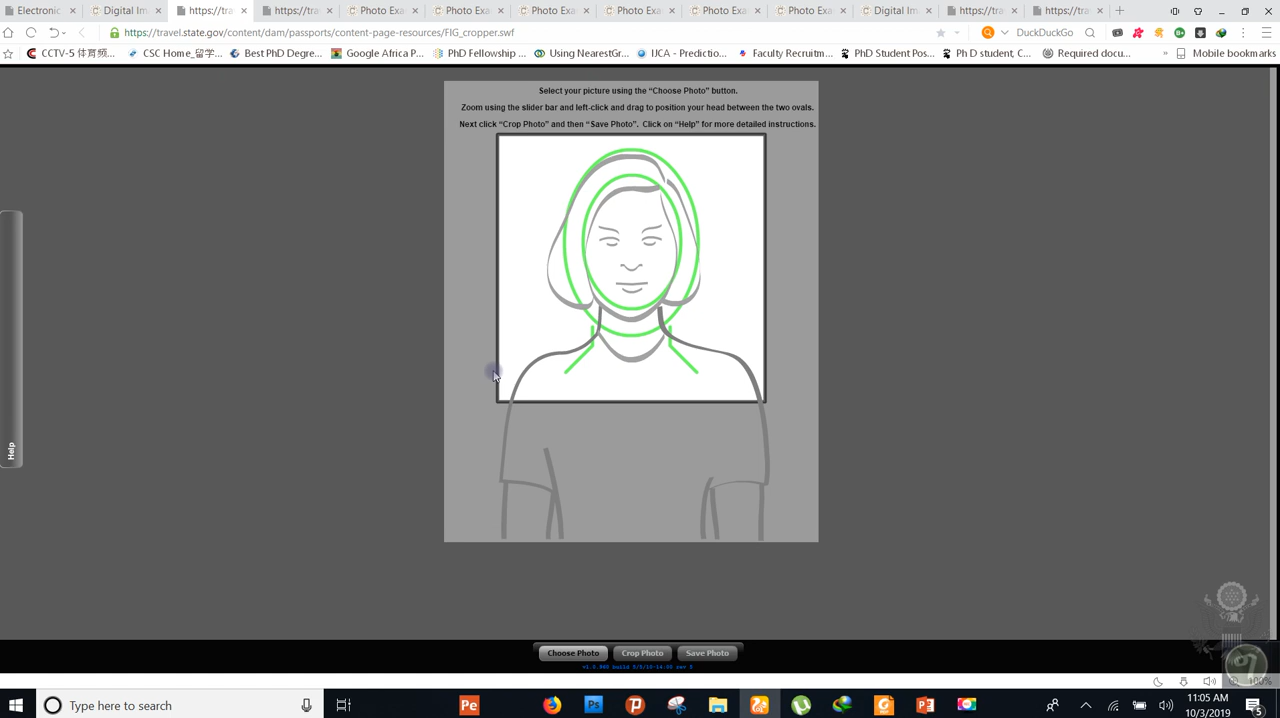 Electronic
Digital Im
https://tra
https://tra
Photo Exa
Photo Exa
Photo Exa
Photo Exa
Photo Exa
Photo Exa
Digital Im
https://tra
https://tra
https://travel.state.gov/content/dam/passports/content-page-resources/FIG_cropper.swf
DuckDuckGo
CCTV-5 体育频...
CSC Home_留学...
Best PhD Degree...
Google Africa P...
PhD Fellowship ...
Using NearestGr...
IJCA - Predictio...
Faculty Recruitm...
PhD Student Pos...
Ph D student, C...
Required docu...
Mobile bookmarks
Select your picture using the “Choose Photo” button.
Zoom using the slider bar and left-click and drag to position your head between the two ovals.
Next click “Crop Photo” and then “Save Photo”. Click on “Help” for more detailed instructions.
Help
Choose Photo
Crop Photo
Save Photo
100%
Type here to search
Pe
Ps
11:05 AM
10/3/2019
5